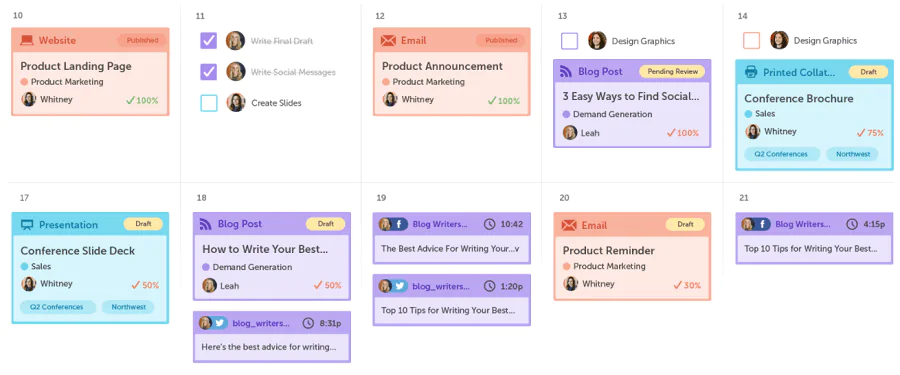 10
Website Published
Product Landing Page
Product Marketing
Whitney 100%
11
Write Final Draft
Write Social Messages
Create Slides
12
Email Published
Product Announcement
Product Marketing
Whitney 100%
13
Design Graphics
Blog Post Pending Review
3 Easy Ways to Find Social...
Demand Generation
Leah 100%
14
Design Graphics
Printed Collat... Draft
Conference Brochure
Sales
Whitney 75%
Q2 Conferences Northwest
17
Presentation Draft
Conference Slide Deck
Sales
Whitney 50%
Q2 Conferences Northwest
18
Blog Post Draft
How to Write Your Best...
Demand Generation
Leah 50%
blog_writers... 8:31p
Here's the best advice for writing...
19
Blog Writers... 10:42
The Best Advice For Writing Your...v
blog_writers... 1:20p
Top 10 Tips for Writing Your Best...
20
Email Draft
Product Reminder
Product Marketing
Whitney 30%
21
Blog Writers... 4:15p
Top 10 Tips for Writing Your Best...